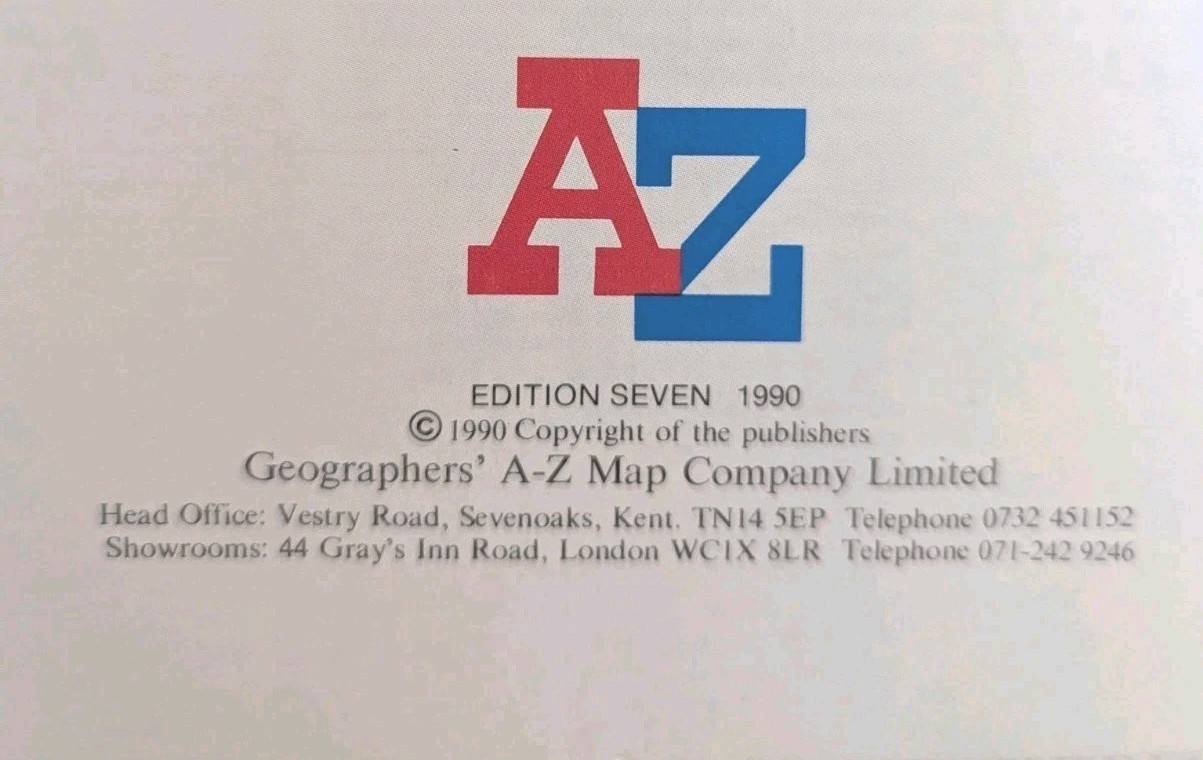 AZ
EDITION SEVEN 1990
© 1990 Copyright of the publishers
Geographers' A-Z Map Company Limited
Head Office: Vestry Road, Sevenoaks, Kent. TN14 5EP Telephone 0732 451152
Showrooms: 44 Gray's Inn Road, London WC1X 8LR Telephone 071-242 9246